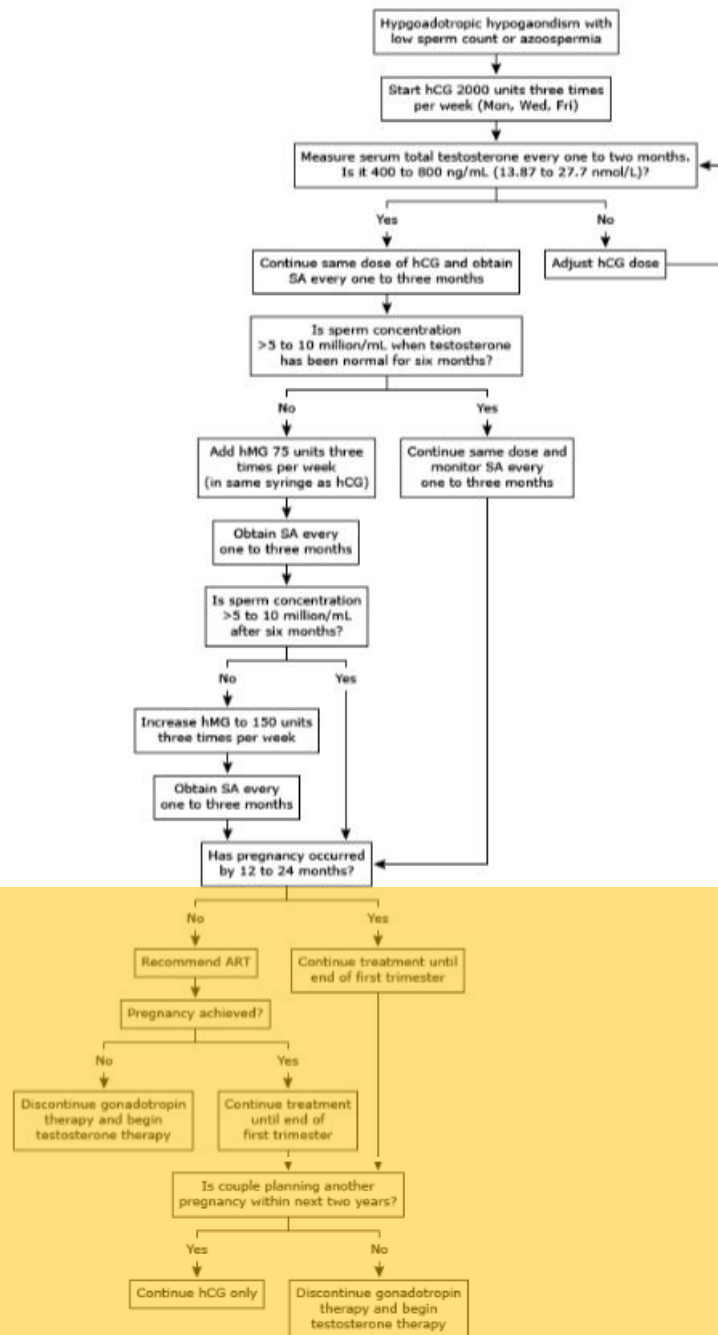 Hypgoadotropic hypogaondism with
low sperm count or azoospermia
Start hCG 2000 units three times
per week (Mon, Wed, Fri)
Measure serum total testosterone every one to two months.
Is it 400 to 800 ng/mL (13.87 to 27.7 nmol/L)?
Yes
No
Continue same dose of hCG and obtain
SA every one to three months
Adjust hCG dose
Is sperm concentration
>5 to 10 million/mL when testosterone
has been normal for six months?
No
Yes
Add hMG 75 units three
times per week
(in same syringe as hCG)
Continue same dose and
monitor SA every
one to three months
Obtain SA every
one to three months
Is sperm concentration
>5 to 10 million/mL
after six months?
No
Yes
Increase hMG to 150 units
three times per week
Obtain SA every
one to three months
Has pregnancy occurred
by 12 to 24 months?
No
Yes
Recommend ART
Continue treatment until
end of first trimester
Pregnancy achieved?
No
Yes
Discontinue gonadotropin
therapy and begin
testosterone therapy
Continue treatment
until end of
first trimester
Is couple planning another
pregnancy within next two years?
Yes
No
Continue hCG only
Discontinue gonadotropin
therapy and begin
testosterone therapy